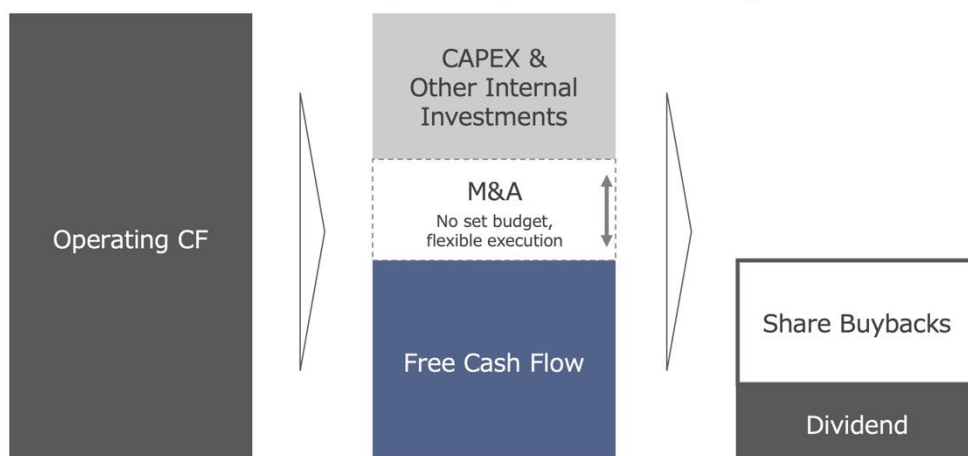 Operating CF
CAPEX &
Other Internal
Investments
M&A
No set budget,
flexible execution
Free Cash Flow
Share Buybacks
Dividend